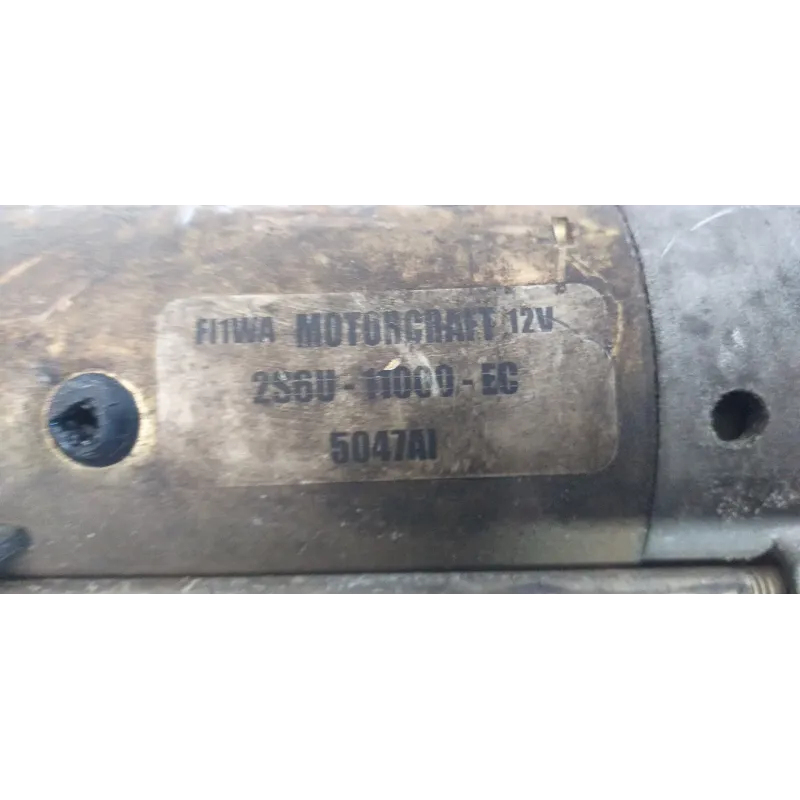 FI1WA MOTORCRAFT 12V
2S6U-11000-EC
5047AI